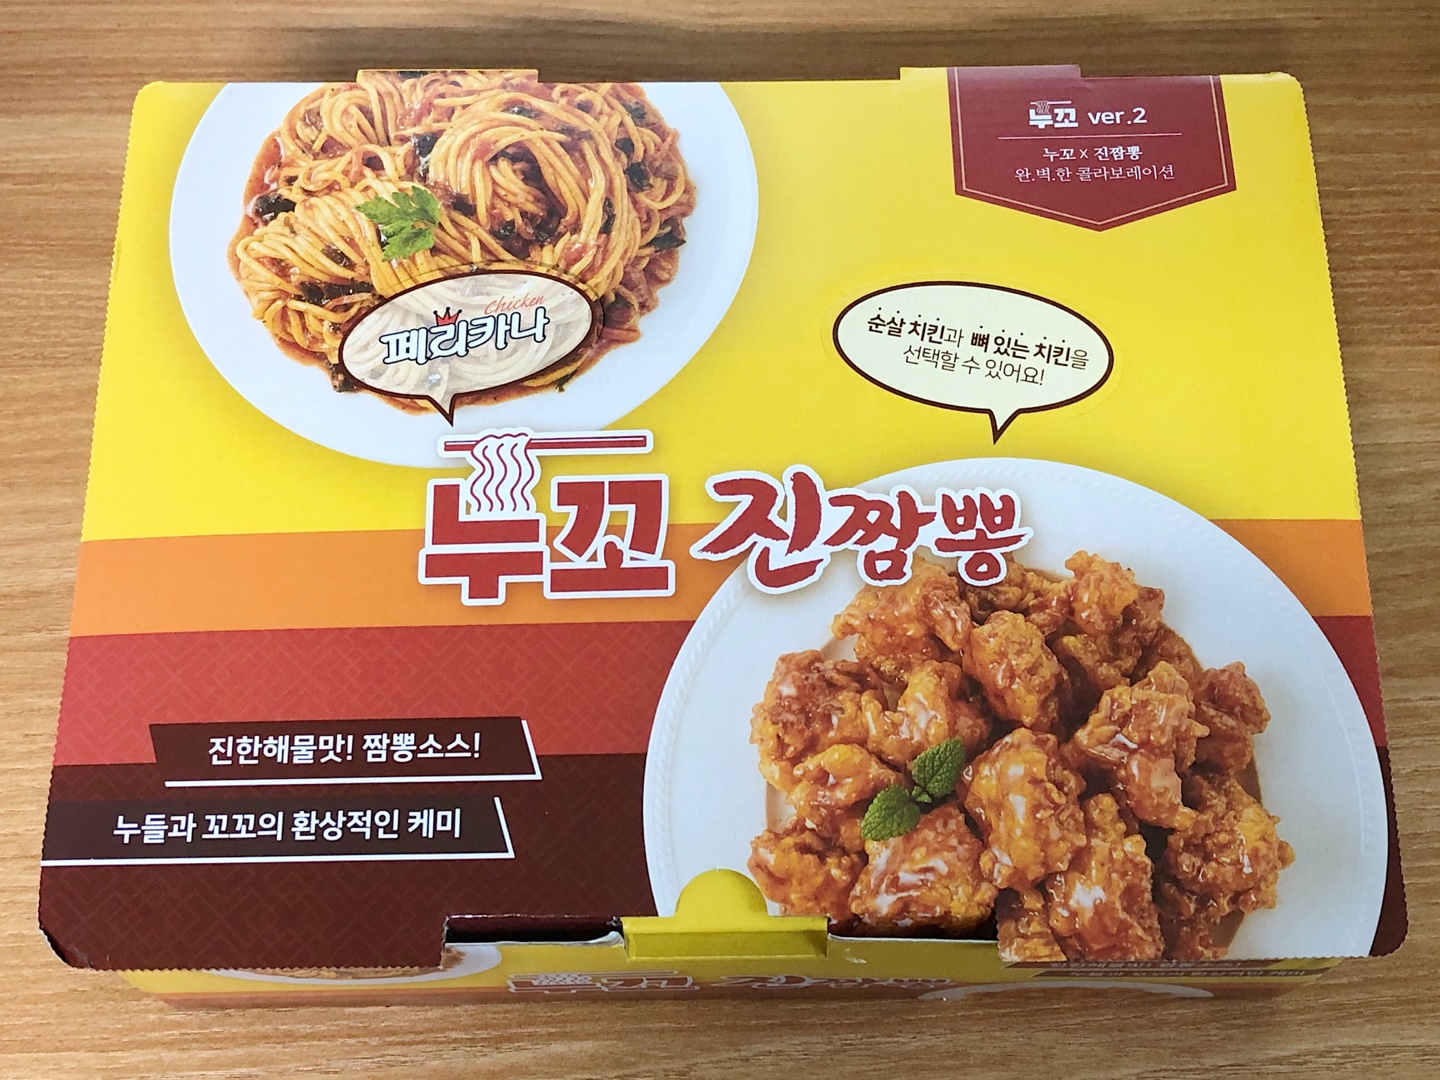 누꼬 ver.2
누꼬 x 진짬뽕
완.벽.한 콜라보레이션
Chicken
페리카나
순살 치킨과 뼈 있는 치킨을
선택할 수 있어요!
누꼬 진짬뽕
진한해물맛! 짬뽕소스!
누들과 꼬꼬의 환상적인 케미